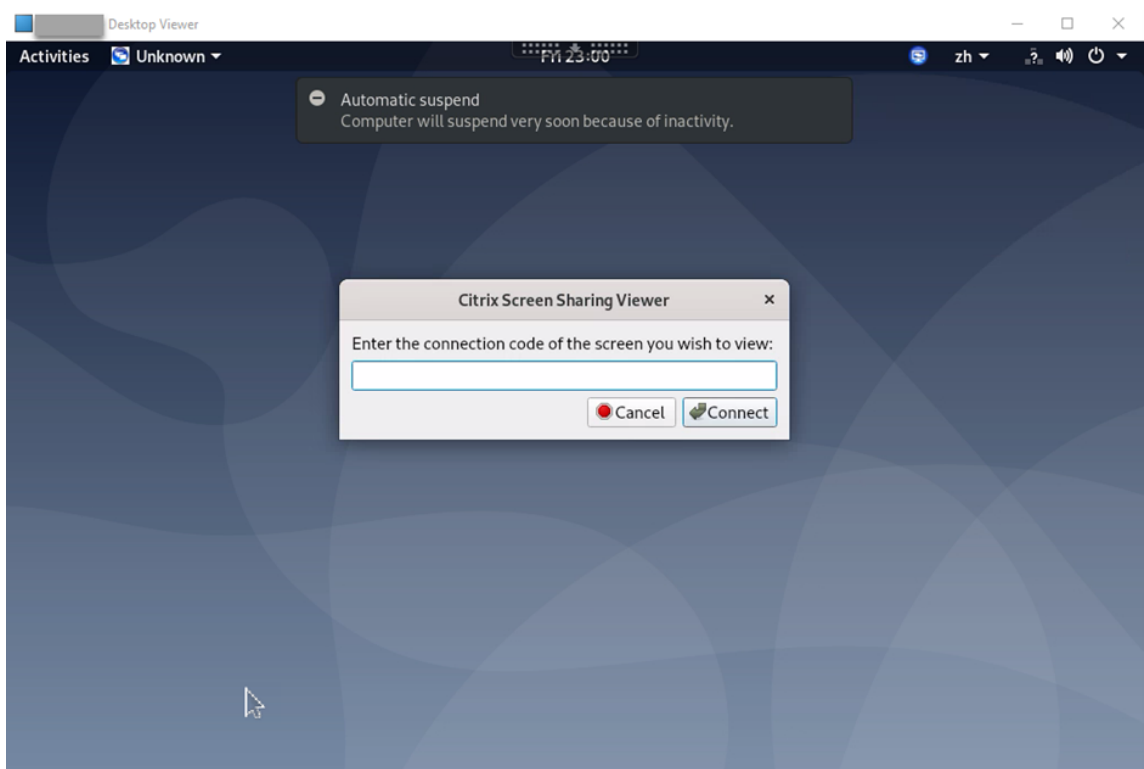 Desktop Viewer
Activities Unknown Fri 23:00 zh ?
Automatic suspend
Computer will suspend very soon because of inactivity.
Citrix Screen Sharing Viewer
Enter the connection code of the screen you wish to view:
Cancel Connect